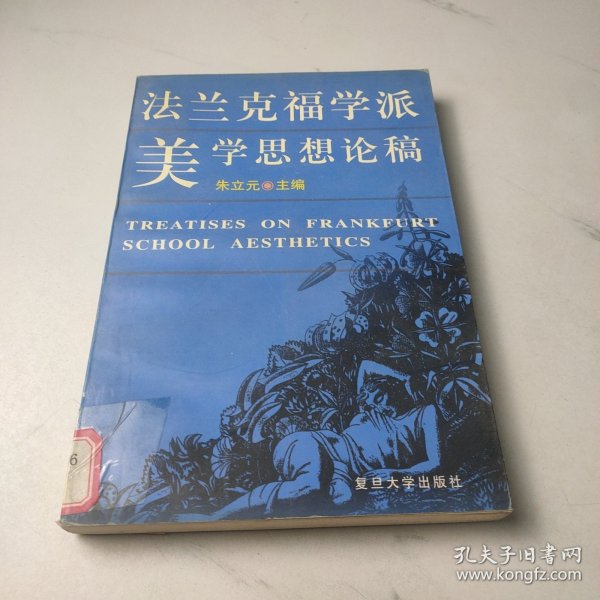 法兰克福学派
美学思想论稿
朱立元 主编
TREATISES ON FRANKFURT
SCHOOL AESTHETICS
6
复旦大学出版社
孔夫子旧书网
www.kongfz.com